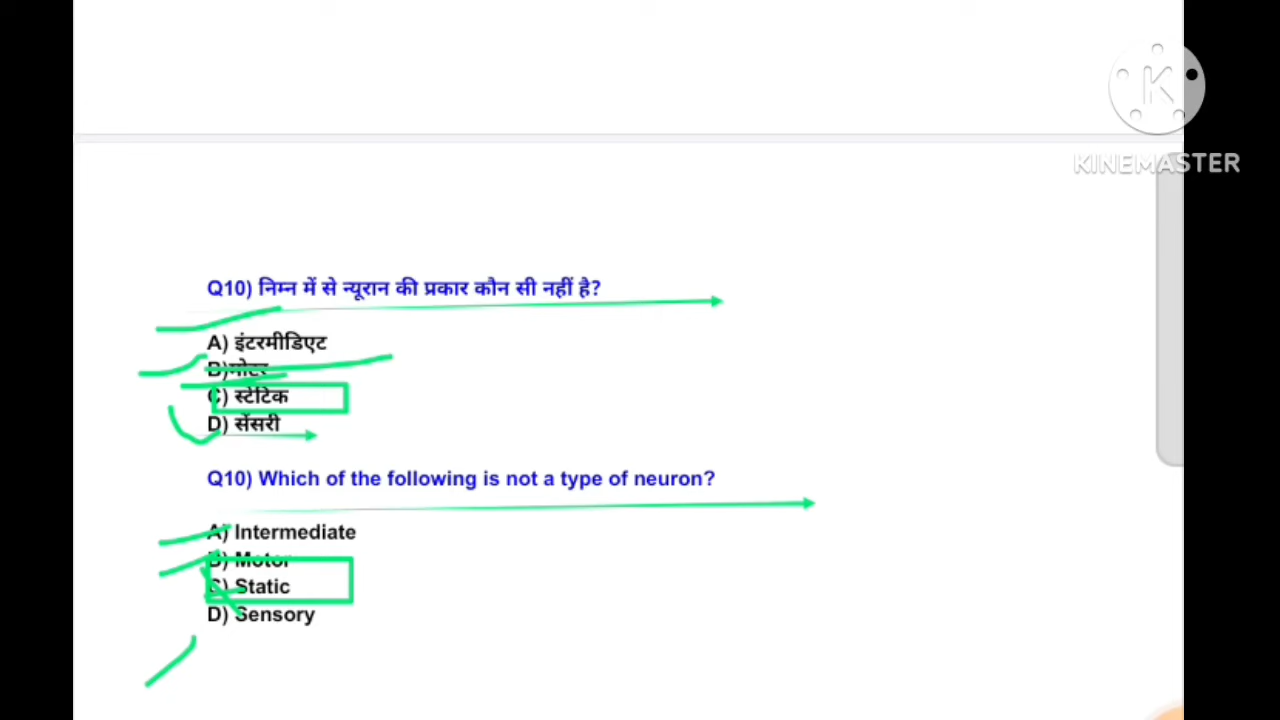 KINEMASTER
Q10) निम्न में से न्यूरान की प्रकार कौन सी नहीं है?
A) इंटरमीडिएट
B)मोटर
C) स्टेटिक
D) सेंसरी
Q10) Which of the following is not a type of neuron?
A) Intermediate
B) Motor
C) Static
D) Sensory